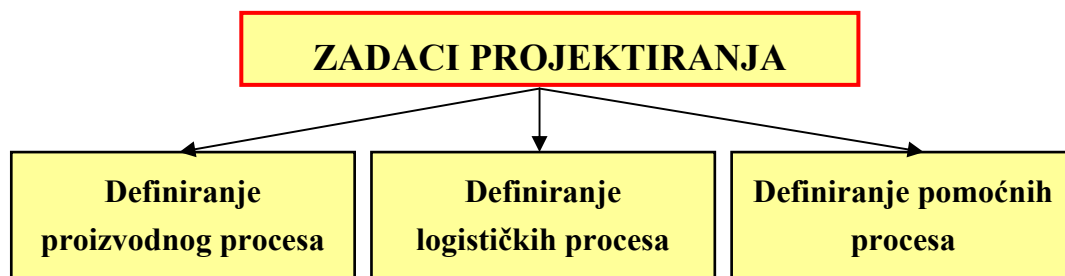 ZADACI PROJEKTIRANJA
Definiranje
proizvodnog procesa
Definiranje
logističkih procesa
Definiranje pomoćnih
procesa